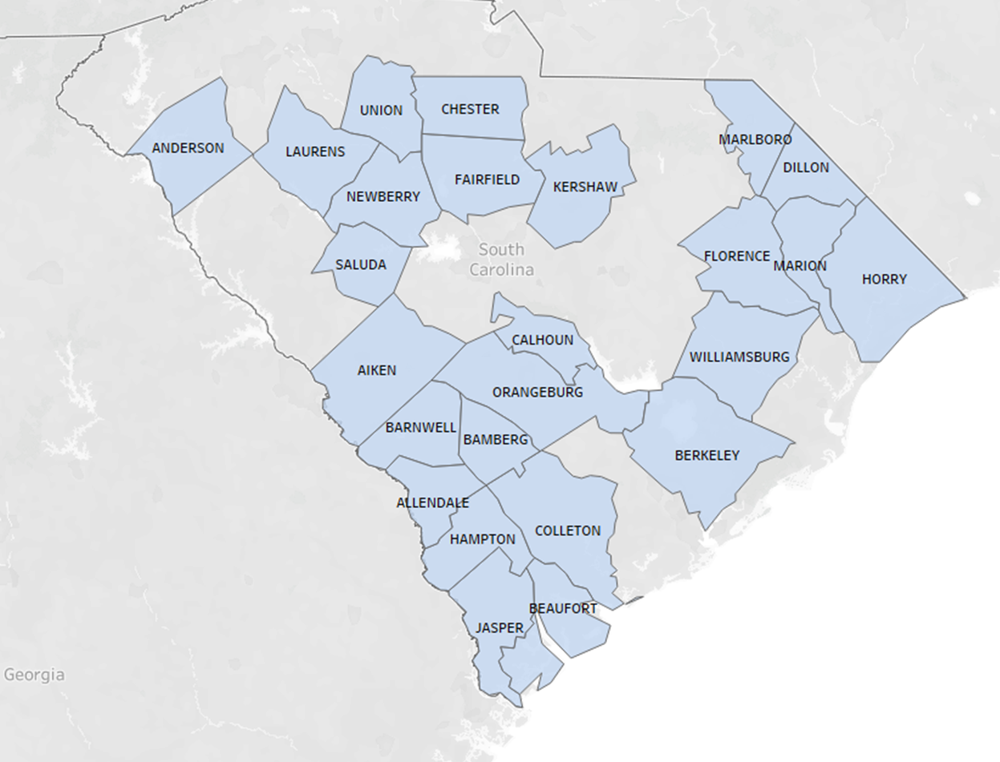 UNION
CHESTER
MARLBORO
ANDERSON
LAURENS
DILLON
FAIRFIELD
KERSHAW
NEWBERRY
South
Carolina
SALUDA
FLORENCE
MARION
HORRY
CALHOUN
WILLIAMSBURG
AIKEN
ORANGEBURG
BARNWELL
BAMBERG
BERKELEY
ALLENDALE
COLLETON
HAMPTON
BEAUFORT
JASPER
Georgia